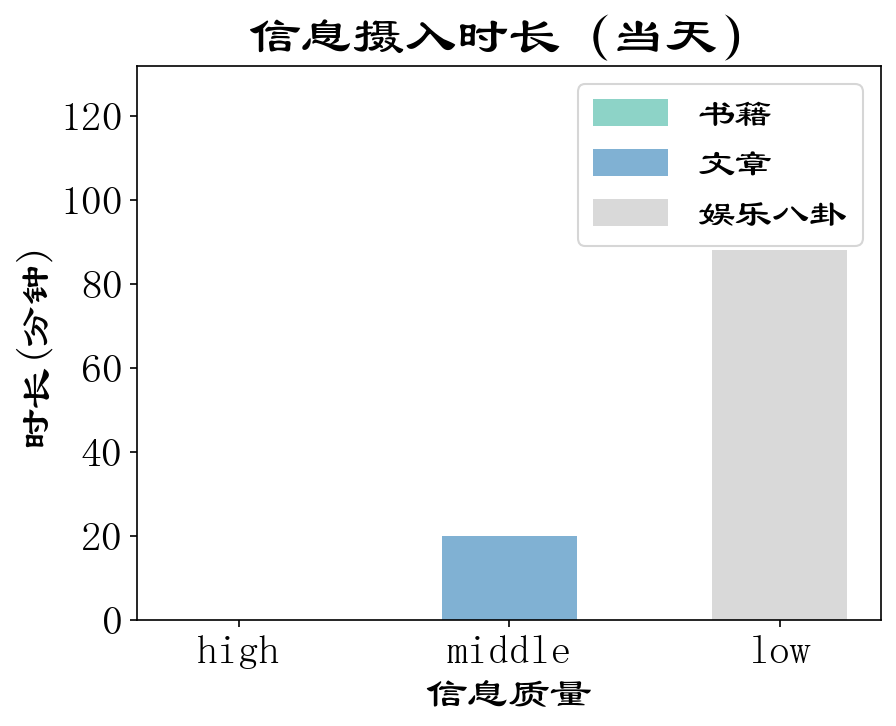 信息摄入时长（当天）
120
100
80
60
40
20
0
时长(分钟)
书籍
文章
娱乐八卦
high
middle
low
信息质量